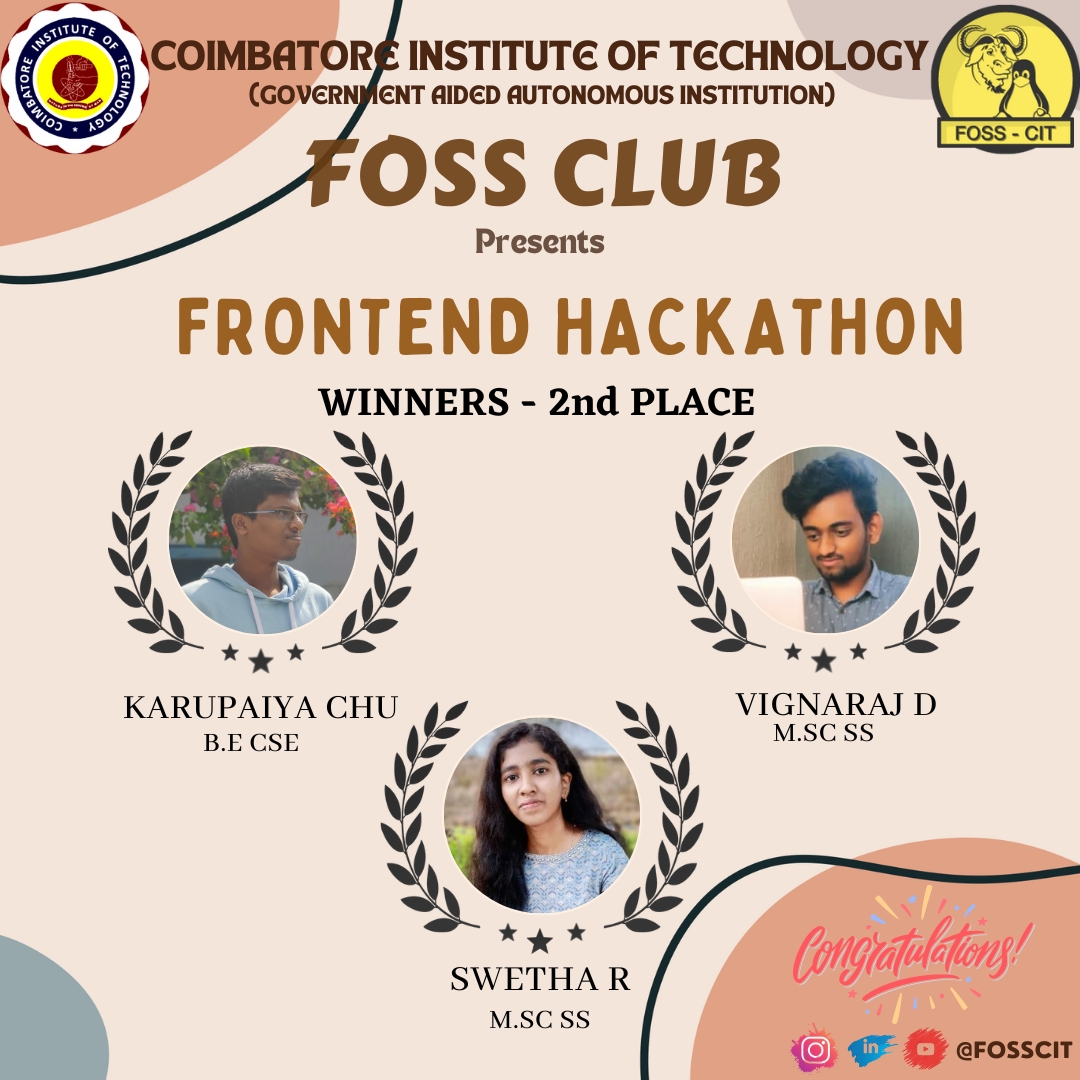 COIMBATORE INSTITUTE OF TECHNOLOGY
COIMBATORE INSTITUTE OF TECHNOLOGY
(GOVERNMENT AIDED AUTONOMOUS INSTITUTION)
FOSS - CIT
FOSS CLUB
Presents
FRONTEND HACKATHON
WINNERS - 2nd PLACE
KARUPAIYA CHU
B.E CSE
VIGNARAJ D
M.SC SS
SWETHA R
M.SC SS
Congratulations!
in
@FOSSCIT